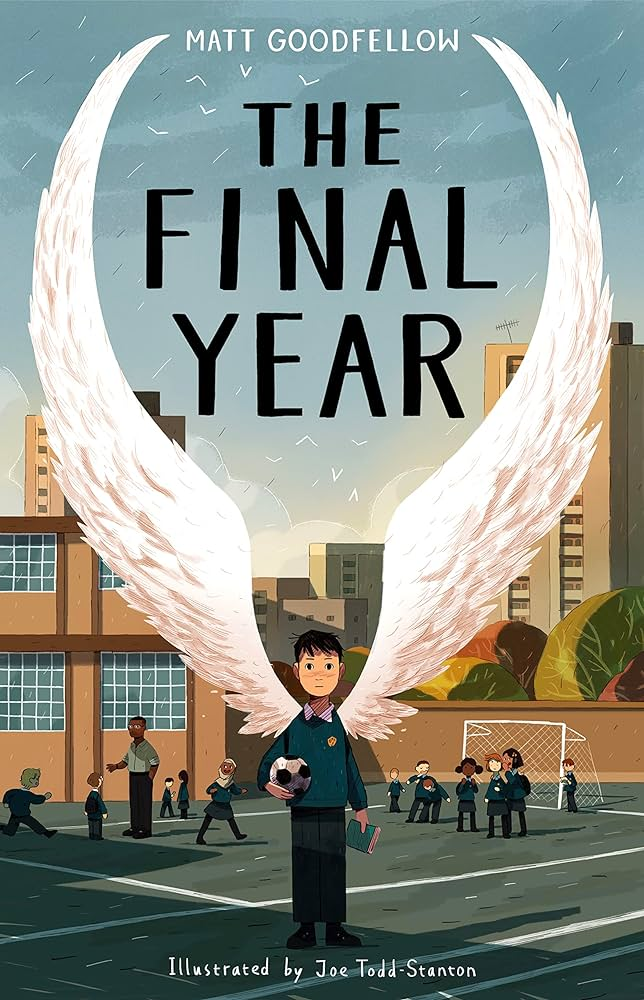 MATT GOODFELLOW
THE
FINAL
YEAR
Illustrated by Joe Todd-Stanton